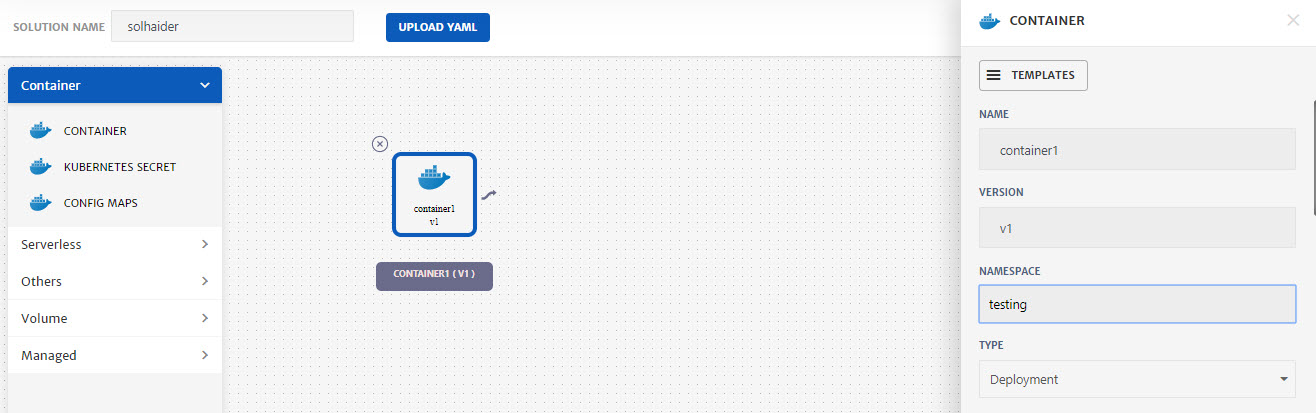 SOLUTION NAME
solhaider
UPLOAD YAML
Container
CONTAINER
KUBERNETES SECRET
CONFIG MAPS
Serverless
Others
Volume
Managed
container1
v1
CONTAINER1 ( V1 )
CONTAINER
TEMPLATES
NAME
container1
VERSION
v1
NAMESPACE
testing
TYPE
Deployment